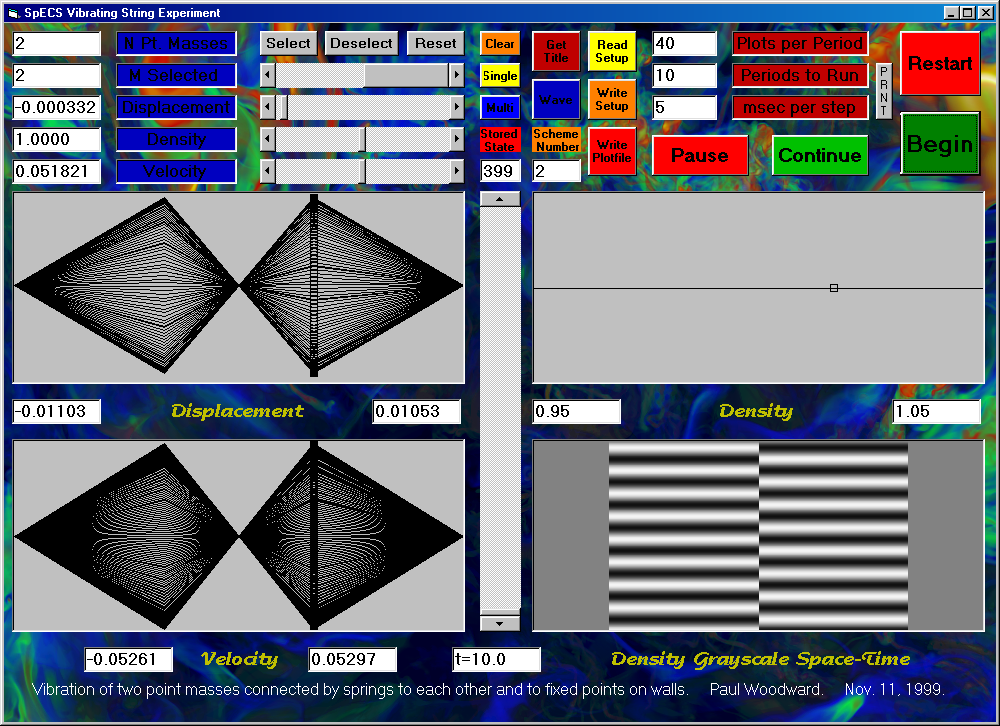 SpECS Vibrating String Experiment
2 N Pt. Masses Select Deselect Reset
2 M Selected
-0.000332 Displacement
1.0000 Density
0.051821 Velocity
Clear
Single
Multi
Stored
State
399
Get
Title
Wave
Scheme
Number
2
Read
Setup
Write
Setup
Write
Plotfile
40 Plots per Period
10 Periods to Run
5 msec per step
PRNT
Pause Continue
Restart
Begin
-0.01103 Displacement 0.01053
0.95 Density 1.05
-0.05261 Velocity 0.05297 t=10.0 Density Grayscale Space-Time
Vibration of two point masses connected by springs to each other and to fixed points on walls. Paul Woodward. Nov. 11, 1999.